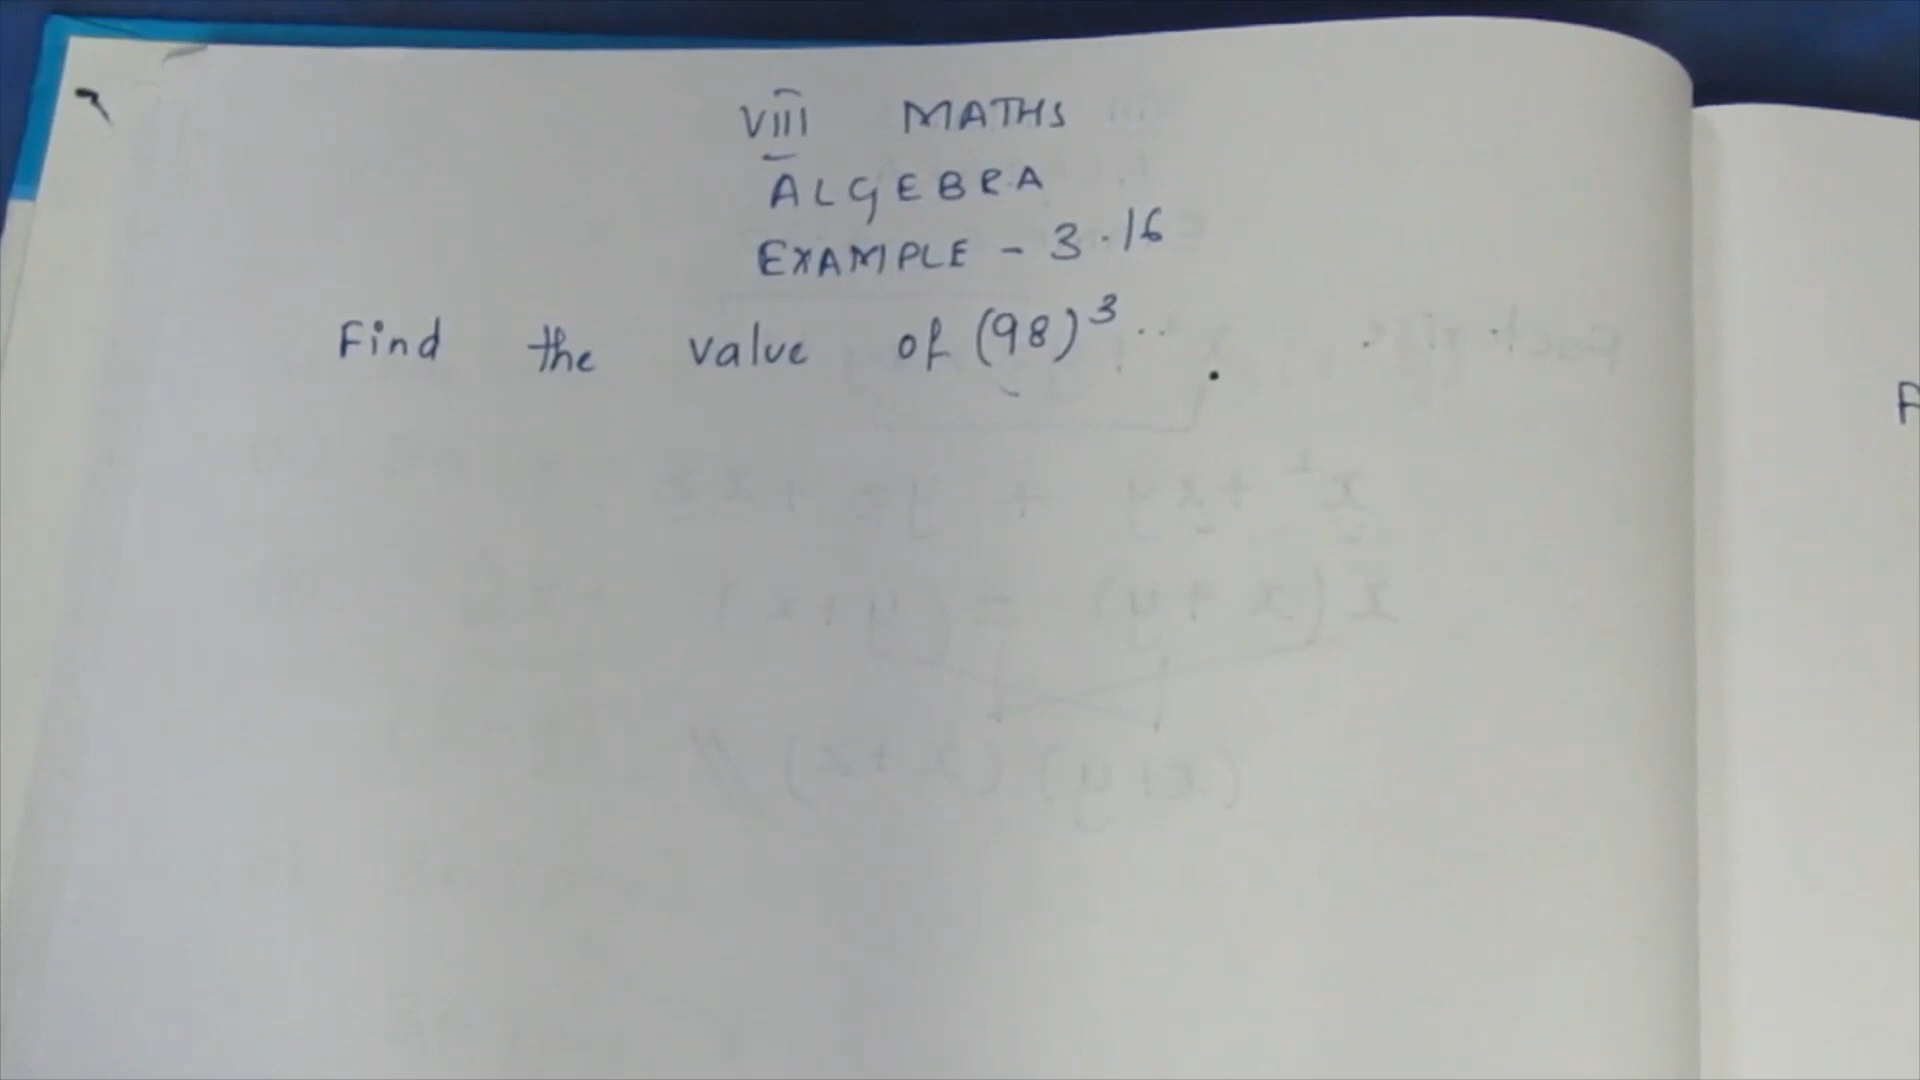 VIII MATHS
ALGEBRA
EXAMPLE - 3.16
Find the value of (98)³..